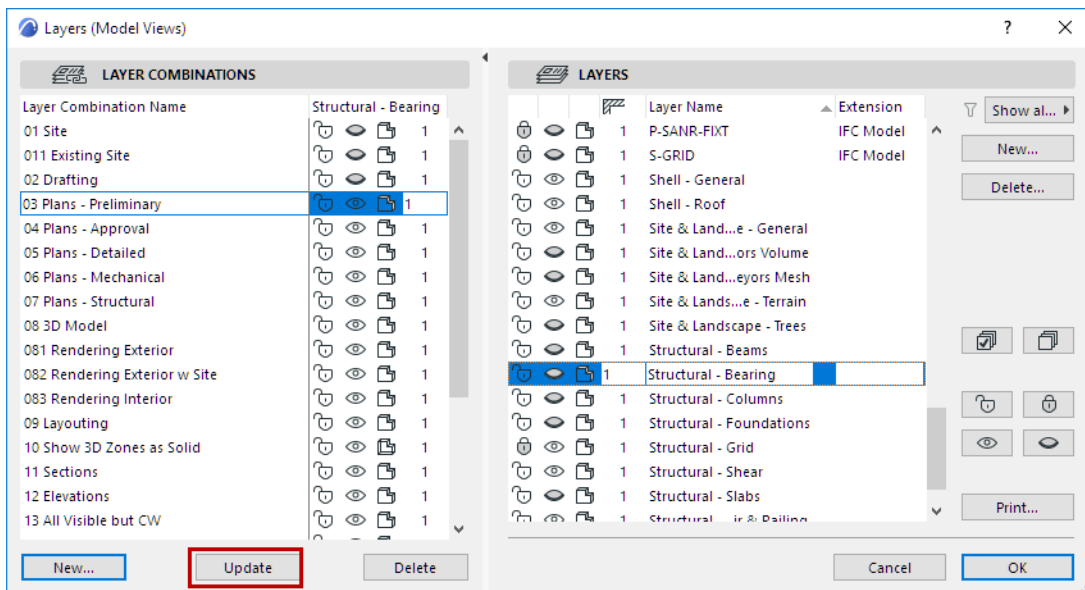 Layers (Model Views)
?
LAYER COMBINATIONS
Layer Combination Name Structural - Bearing
01 Site 1
011 Existing Site 1
02 Drafting 1
03 Plans - Preliminary 1
04 Plans - Approval 1
05 Plans - Detailed 1
06 Plans - Mechanical 1
07 Plans - Structural 1
08 3D Model 1
081 Rendering Exterior 1
082 Rendering Exterior w Site 1
083 Rendering Interior 1
09 Layouting 1
10 Show 3D Zones as Solid 1
11 Sections 1
12 Elevations 1
13 All Visible but CW 1
New... Update Delete
LAYERS
Layer Name Extension
1 P-SANR-FIXT IFC Model
1 S-GRID IFC Model
1 Shell - General
1 Shell - Roof
1 Site & Land...e - General
1 Site & Land...ors Volume
1 Site & Land...eyors Mesh
1 Site & Lands...e - Terrain
1 Site & Landscape - Trees
1 Structural - Beams
1 Structural - Bearing
1 Structural - Columns
1 Structural - Foundations
1 Structural - Grid
1 Structural - Shear
1 Structural - Slabs
1 Structural ... ir & Railing
Show al...
New...
Delete...
Print...
Cancel OK